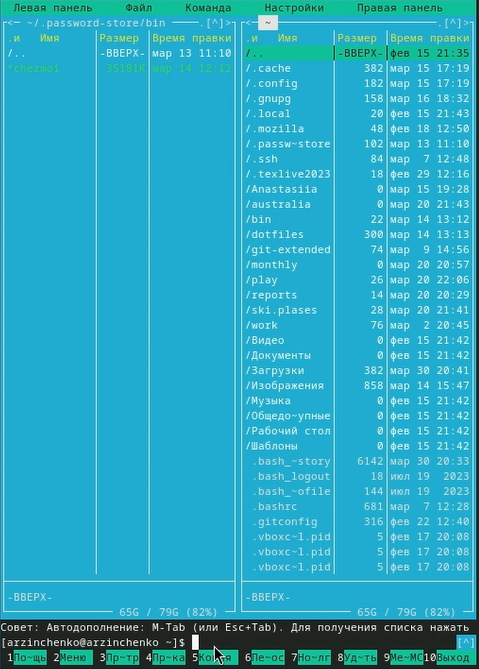 Левая панель Файл Команда Настройки Правая панель
<─ ~/.password-store/bin ─.[^]>
.и Имя Размер Время правки
/.. -ВВЕРХ- мар 13 11:10
*chezmoi 35181K мар 14 12:12
-ВВЕРХ-
65G / 79G (82%)
<─ ~ ─.[^]>
.и Имя Размер Время правки
/.. -ВВЕРХ- фев 15 21:35
/.cache 382 мар 15 17:19
/.config 182 мар 15 17:19
/.gnupg 158 мар 16 18:32
/.local 20 фев 15 21:43
/.mozilla 48 фев 18 12:50
/.passw~store 102 мар 13 11:10
/.ssh 84 мар 7 12:48
/.texlive2023 18 фев 29 12:16
/Anastasiia 0 мар 15 19:28
/australia 0 мар 20 21:43
/bin 22 мар 14 13:12
/dotfiles 300 мар 14 13:13
/git-extended 74 мар 9 14:56
/monthly 0 мар 20 20:57
/play 26 мар 20 22:06
/reports 14 мар 20 20:29
/ski.plases 28 мар 20 21:41
/work 76 мар 2 20:45
/Видео 0 фев 15 21:42
/Документы 0 фев 15 21:42
/Загрузки 382 мар 30 20:41
/Изображения 858 мар 14 15:47
/Музыка 0 фев 15 21:42
/Общедо~упные 0 фев 15 21:42
/Рабочий стол 0 фев 15 21:42
/Шаблоны 0 фев 15 21:42
.bash_~story 6142 мар 30 20:33
.bash_logout 18 июл 19 2023
.bash_~ofile 144 июл 19 2023
.bashrc 681 мар 7 12:28
.gitconfig 316 фев 22 12:40
.vboxc~l.pid 5 фев 17 20:08
.vboxc~l.pid 5 фев 17 20:08
.vboxc~l.pid 5 фев 17 20:08
-ВВЕРХ-
65G / 79G (82%)
Совет: Автодополнение: M-Tab (или Esc+Tab). Для получения списка нажать
[arzinchenko@arzinchenko ~]$ [^]
1По~щь 2Меню 3Пр~тр 4Пр~ка 5Ко 6Пе~ос 7Но~лг 8Уд~ть 9Ме~МС 10Выход